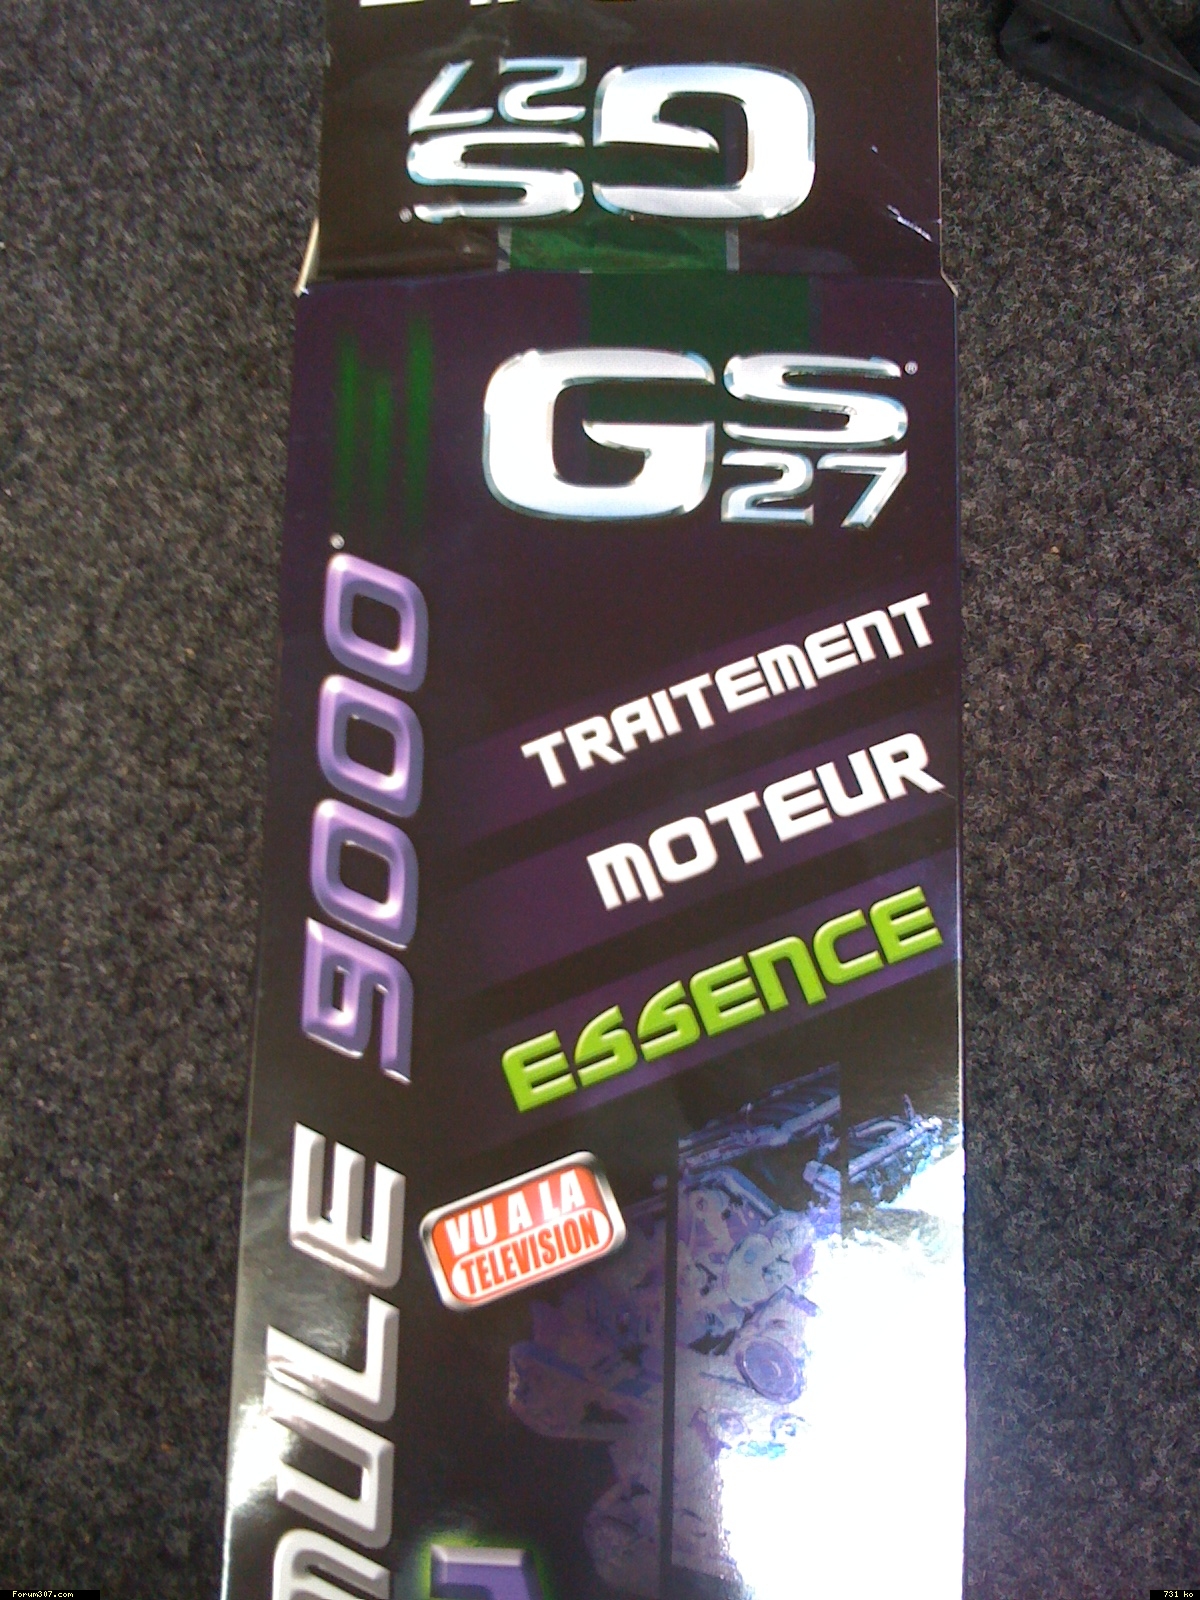 GS
27
®
GS®
27
TRAITEMENT
MOTEUR
ESSENCE
9000®
VU A LA
TELEVISION
Forum307.com
731 ko